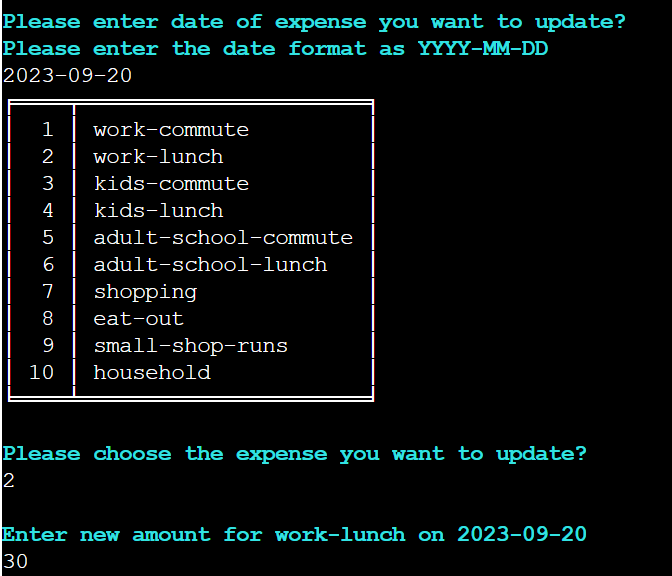 Please enter date of expense you want to update?
Please enter the date format as YYYY-MM-DD
2023-09-20
1 work-commute
2 work-lunch
3 kids-commute
4 kids-lunch
5 adult-school-commute
6 adult-school-lunch
7 shopping
8 eat-out
9 small-shop-runs
10 household
Please choose the expense you want to update?
2
Enter new amount for work-lunch on 2023-09-20
30